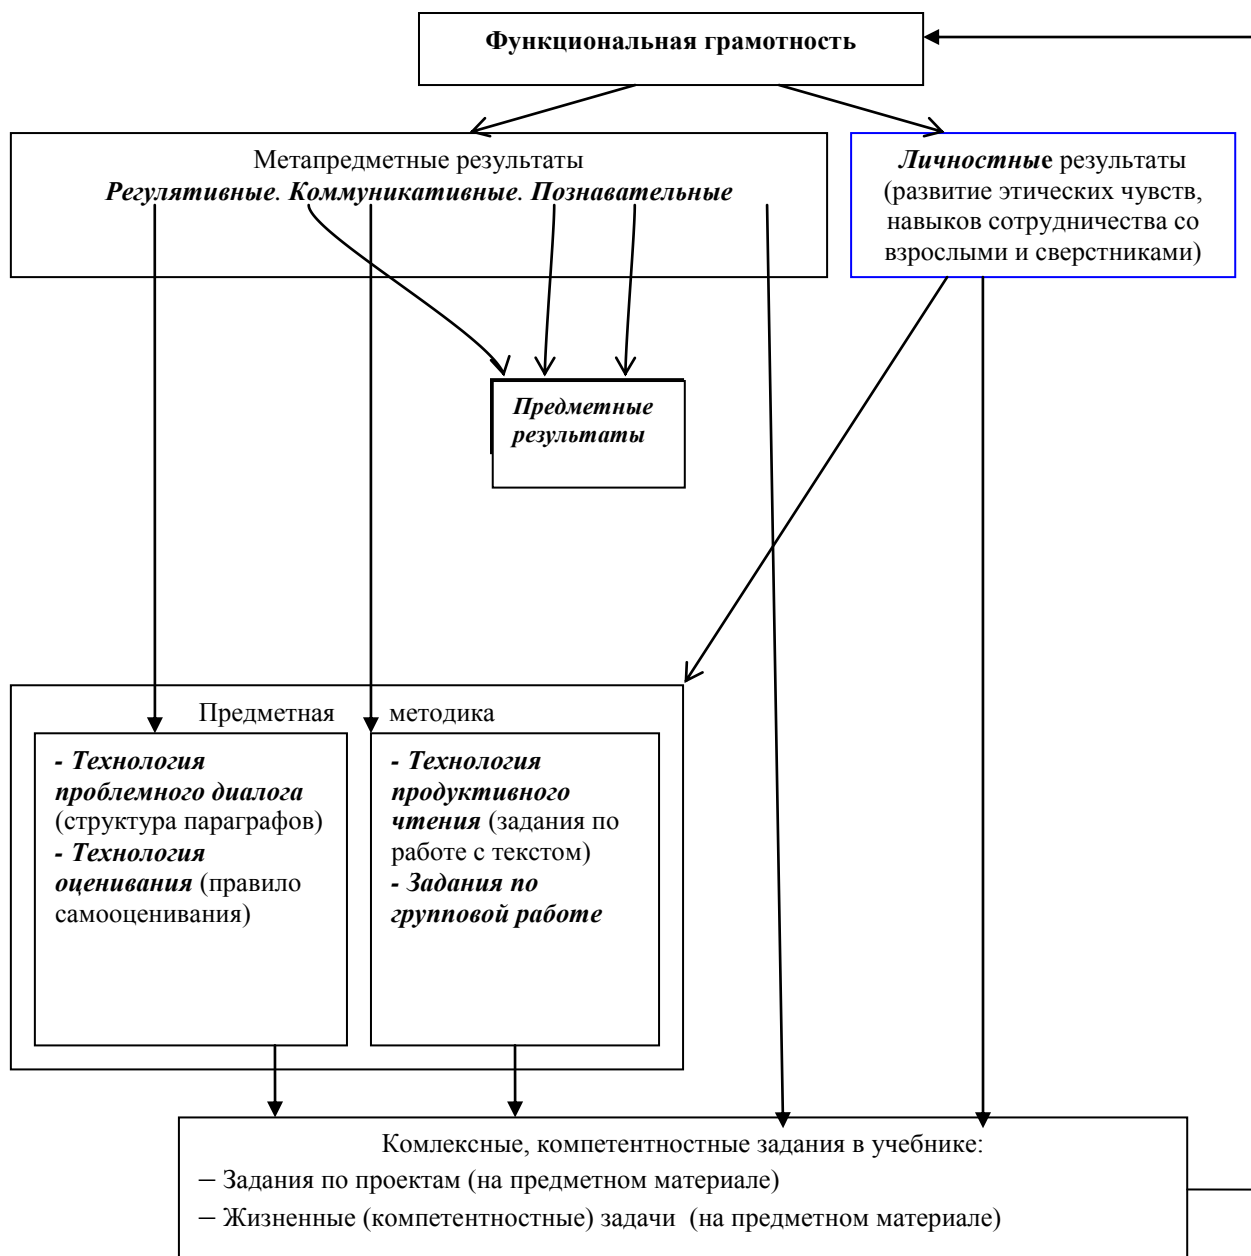 Функциональная грамотность
Метапредметные результаты
Регулятивные. Коммуникативные. Познавательные
Личностные результаты
(развитие этических чувств,
навыков сотрудничества со
взрослыми и сверстниками)
Предметные
результаты
Предметная методика
- Технология
проблемного диалога
(структура параграфов)
- Технология
оценивания (правило
самооценивания)
- Технология
продуктивного
чтения (задания по
работе с текстом)
- Задания по
групповой работе
Комлексные, компетентностные задания в учебнике:
– Задания по проектам (на предметном материале)
– Жизненные (компетентностные) задачи (на предметном материале)